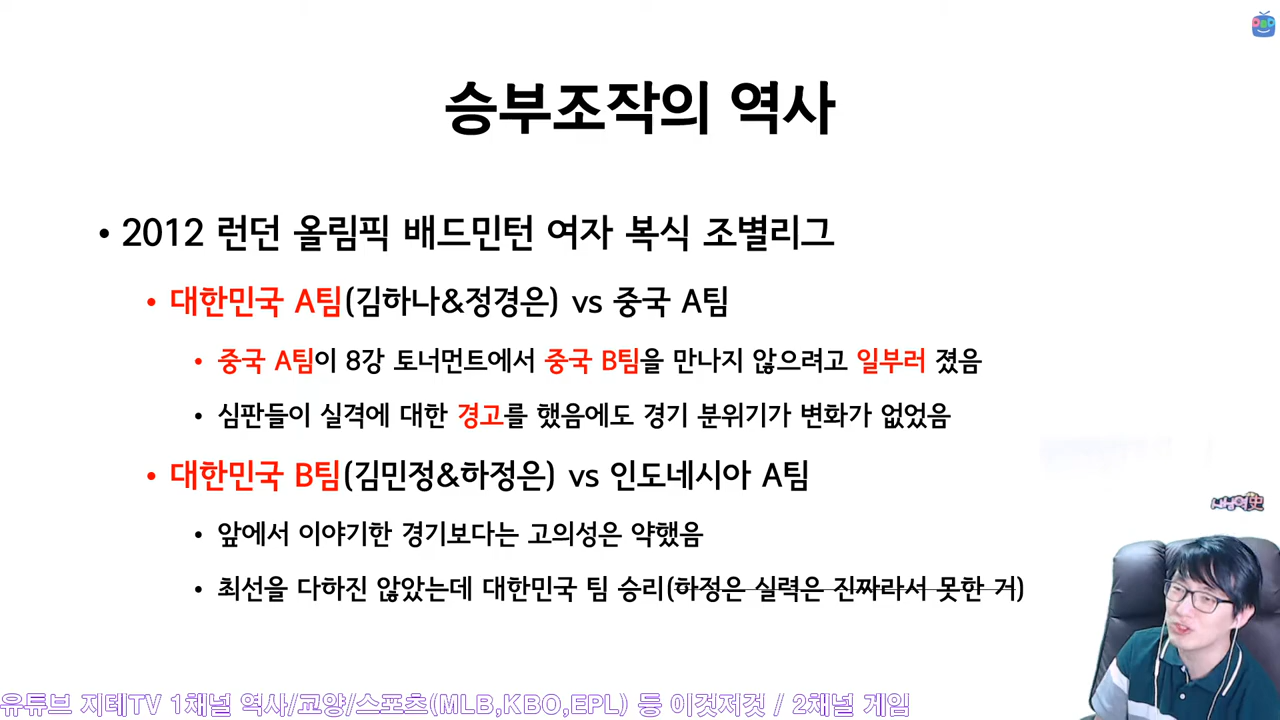 DBD
승부조작의 역사
• 2012 런던 올림픽 배드민턴 여자 복식 조별리그
• 대한민국 A팀(김하나&정경은) vs 중국 A팀
• 중국 A팀이 8강 토너먼트에서 중국 B팀을 만나지 않으려고 일부러 졌음
• 심판들이 실격에 대한 경고를 했음에도 경기 분위기가 변화가 없었음
• 대한민국 B팀(김민정&하정은) vs 인도네시아 A팀
• 앞에서 이야기한 경기보다는 고의성은 약했음
• 최선을 다하진 않았는데 대한민국 팀 승리(하정은 실력은 진짜라서 못한 거)
유튜브 지테TV 1채널 역사/교양/스포츠(MLB,KBO,EPL) 등 이것저것 / 2채널 게임